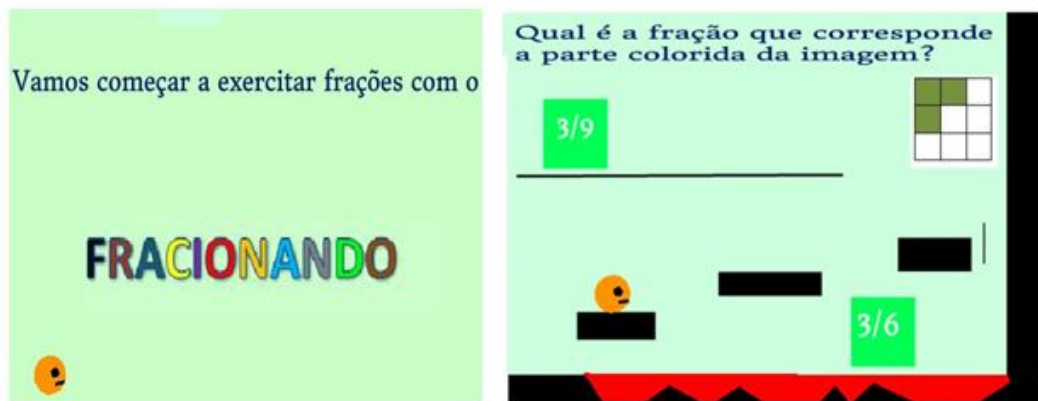 Vamos começar a exercitar frações com o
FRACIONANDO
Qual é a fração que corresponde
a parte colorida da imagem?
3/9
3/6